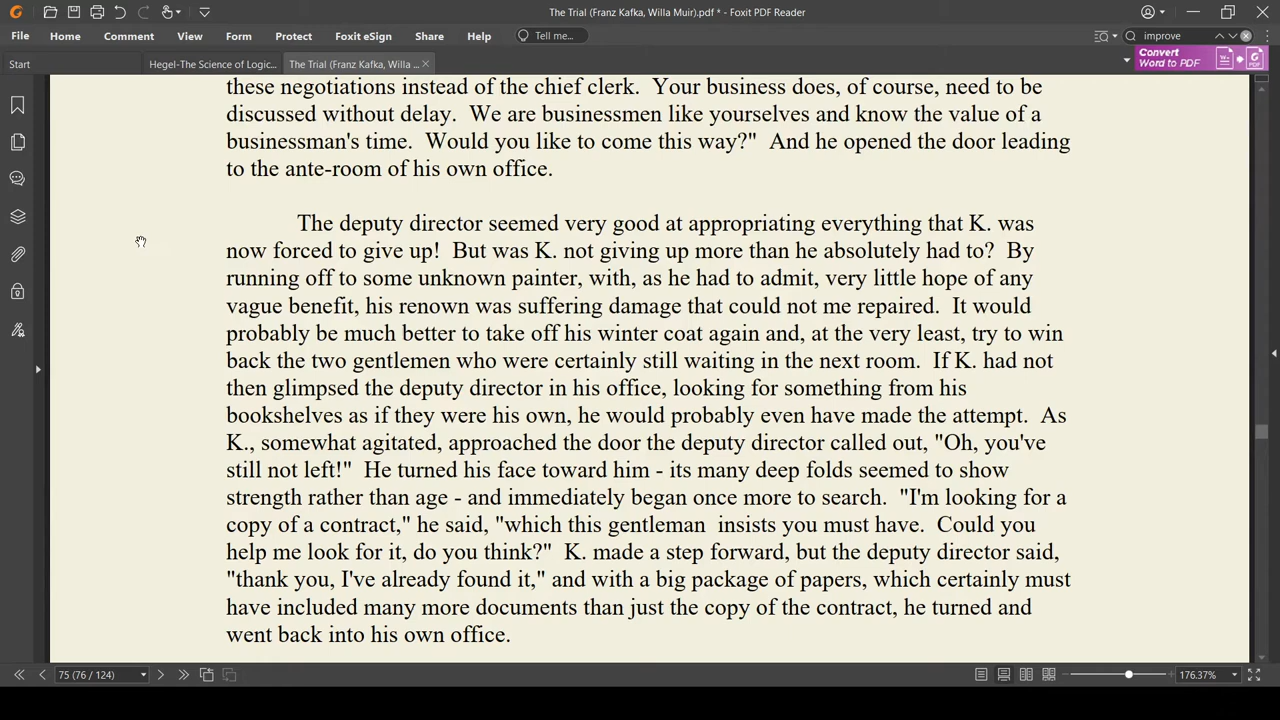 The Trial (Franz Kafka, Willa Muir).pdf * - Foxit PDF Reader
File Home Comment View Form Protect Foxit eSign Share Help Tell me... improve
Start Hegel-The Science of Logic... The Trial (Franz Kafka, Willa ... Convert
Word to PDF
these negotiations instead of the chief clerk.  Your business does, of course, need to be
discussed without delay.  We are businessmen like yourselves and know the value of a
businessman's time.  Would you like to come this way?"  And he opened the door leading
to the ante-room of his own office.
The deputy director seemed very good at appropriating everything that K. was
now forced to give up!  But was K. not giving up more than he absolutely had to?  By
running off to some unknown painter, with, as he had to admit, very little hope of any
vague benefit, his renown was suffering damage that could not me repaired.  It would
probably be much better to take off his winter coat again and, at the very least, try to win
back the two gentlemen who were certainly still waiting in the next room.  If K. had not
then glimpsed the deputy director in his office, looking for something from his
bookshelves as if they were his own, he would probably even have made the attempt.  As
K., somewhat agitated, approached the door the deputy director called out, "Oh, you've
still not left!"  He turned his face toward him - its many deep folds seemed to show
strength rather than age - and immediately began once more to search.  "I'm looking for a
copy of a contract," he said, "which this gentleman  insists you must have.  Could you
help me look for it, do you think?"  K. made a step forward, but the deputy director said,
"thank you, I've already found it," and with a big package of papers, which certainly must
have included many more documents than just the copy of the contract, he turned and
went back into his own office.
75 (76 / 124) 176.37%